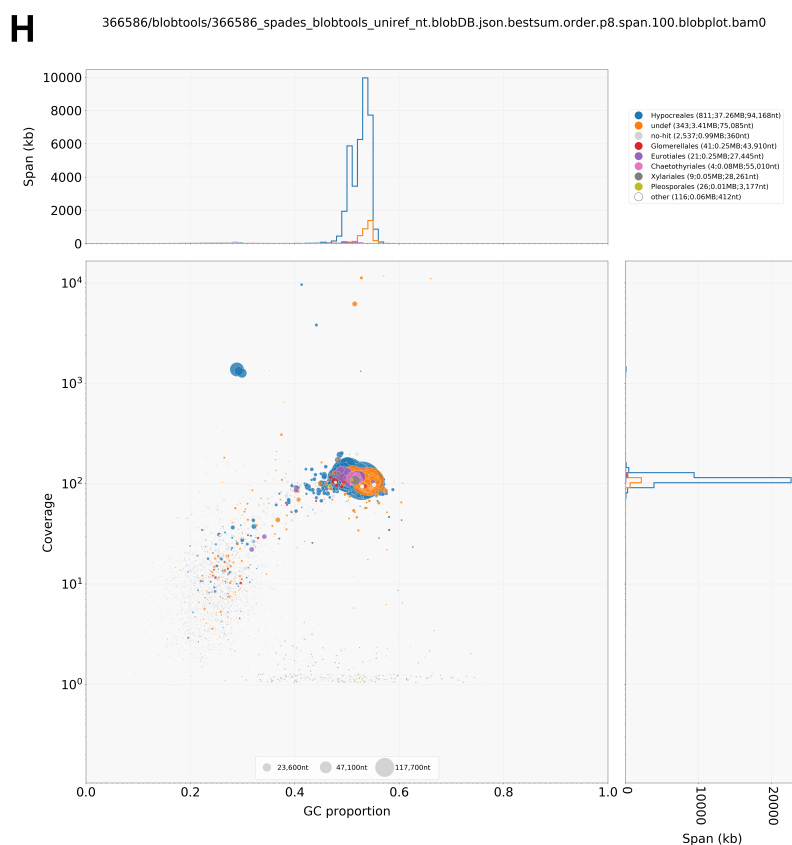 H
366586/blobtools/366586_spades_blobtools_uniref_nt.blobDB.json.bestsum.order.p8.span.100.blobplot.bam0
10000
8000
6000
4000
2000
0
Span (kb)
Hypocreales (811;37.26MB;94,168nt)
undef (343;3.41MB;75,085nt)
no-hit (2,537;0.99MB;360nt)
Glomerellales (41;0.25MB;43,910nt)
Eurotiales (21;0.25MB;27,445nt)
Chaetothyriales (4;0.08MB;55,010nt)
Xylariales (9;0.05MB;28,261nt)
Pleosporales (26;0.01MB;3,177nt)
other (116;0.06MB;412nt)
10⁴
10³
10²
10¹
10⁰
Coverage
23,600nt 47,100nt 117,700nt
0.0 0.2 0.4 0.6 0.8 1.0
GC proportion
0 10000 20000
Span (kb)